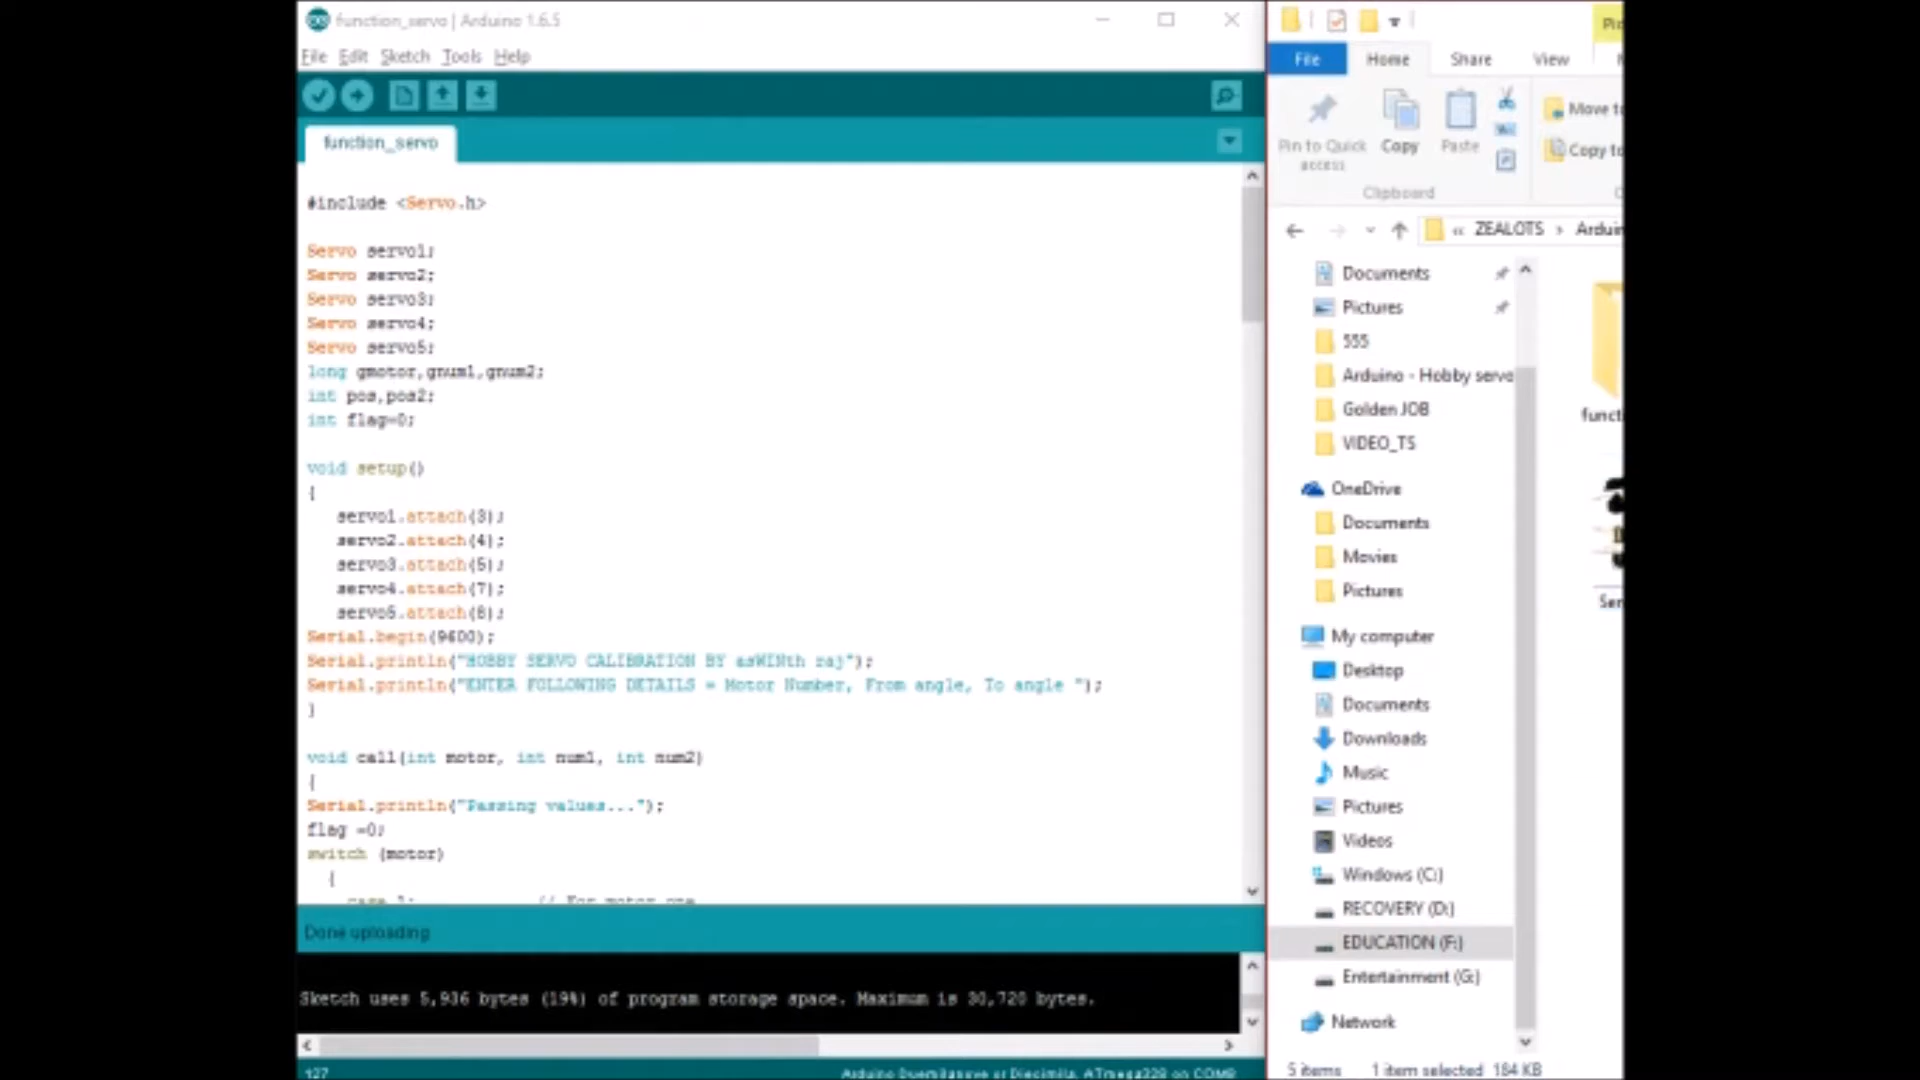 function_servo | Arduino 1.6.5
File Edit Sketch Tools Help
function_servo
#include <Servo.h>
Servo servo1;
Servo servo2;
Servo servo3;
Servo servo4;
Servo servo5;
long gmotor,gnum1,gnum2;
int pos,pos2;
int flag=0;
void setup()
{
servo1.attach(3);
servo2.attach(4);
servo3.attach(5);
servo4.attach(7);
servo5.attach(8);
Serial.begin(9600);
Serial.println("HOBBY SERVO CALIBRATION BY asWINth raj");
Serial.println("ENTER FOLLOWING DETAILS = Motor Number, From angle, To angle ");
}
void call(int motor, int num1, int num2)
{
Serial.println("Passing values...");
flag =0;
switch (motor)
{
case 1: // For motor one
Done uploading
Sketch uses 5,936 bytes (19%) of program storage space. Maximum is 30,720 bytes.
127 Arduino Duemilanove or Diecimila, ATmega328 on COM8
File Home Share View
Pin to Quick access
Copy
Paste
Move to
Copy to
Clipboard
« ZEALOTS › Arduin
Documents
Pictures
555
Arduino - Hobby servo
Golden JOB
VIDEO_TS
OneDrive
Documents
Movies
Pictures
My computer
Desktop
Documents
Downloads
Music
Pictures
Videos
Windows (C:)
RECOVERY (D:)
EDUCATION (F:)
Entertainment (G:)
Network
funct
Ser
5 items 1 item selected 184 KB